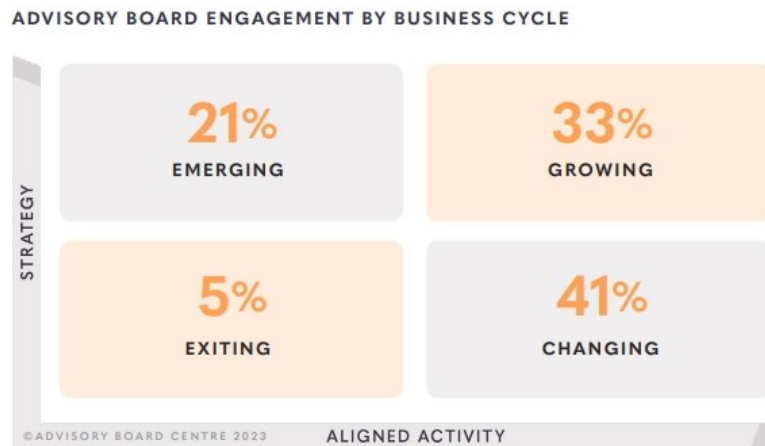 ADVISORY BOARD ENGAGEMENT BY BUSINESS CYCLE
21%
EMERGING
33%
GROWING
STRATEGY
5%
EXITING
41%
CHANGING
©ADVISORY BOARD CENTRE 2023
ALIGNED ACTIVITY